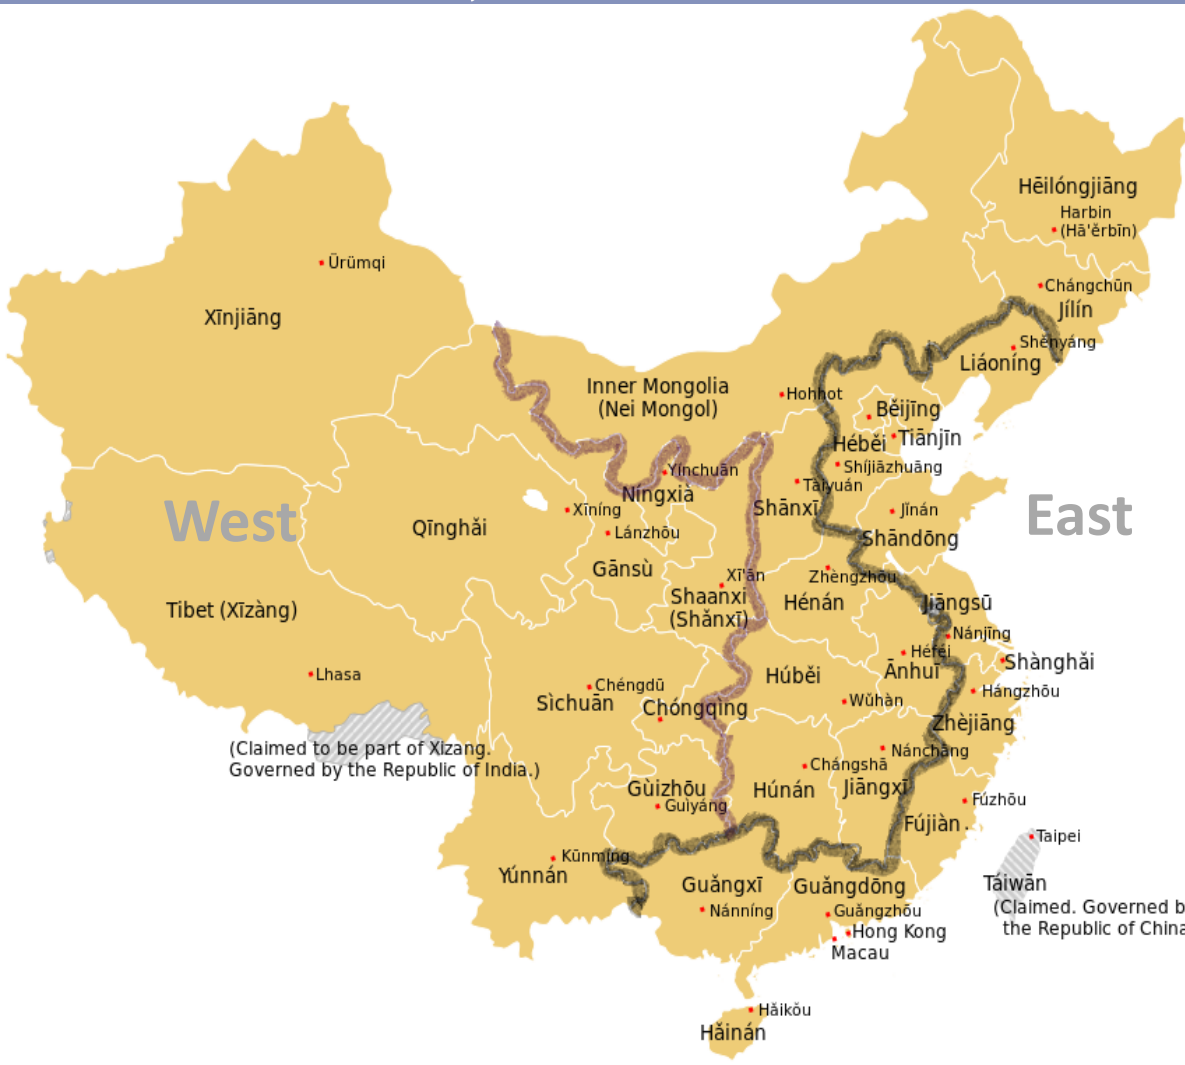 Hēilóngjiāng
Harbin
(Hā'ěrbīn)
Ürümqi
Chángchūn
Jílín
Xīnjiāng
Shěnyáng
Liáoníng
Inner Mongolia
(Nei Mongol)
Hohhot
Běijīng
Tiānjīn
Héběi
Shíjiāzhuāng
Yínchuān
Tàiyuán
Níngxià
Shānxī
West
Xīníng
Jǐnán
East
Qīnghǎi
Lánzhōu
Shāndōng
Gānsù
Xī'ān
Zhèngzhōu
Shaanxi
(Shǎnxī)
Hénán
Jiāngsū
Tibet (Xīzàng)
Nánjīng
Héféi
Shànghǎi
Ānhuī
Lhasa
Húběi
Chéngdū
Hángzhōu
Sìchuān
Chóngqìng
Wǔhàn
Zhèjiāng
(Claimed to be part of Xizang.
Governed by the Republic of India.)
Nánchāng
Chángshā
Gùizhōu
Húnán
Jiāngxī
Guìyáng
Fúzhōu
Fújiàn
Taipei
Kūnmíng
Yúnnán
Guǎngxī
Guǎngdōng
Táiwān
(Claimed. Governed b
the Republic of China
Nánníng
Guǎngzhōu
Hong Kong
Macau
Hǎikǒu
Hǎinán